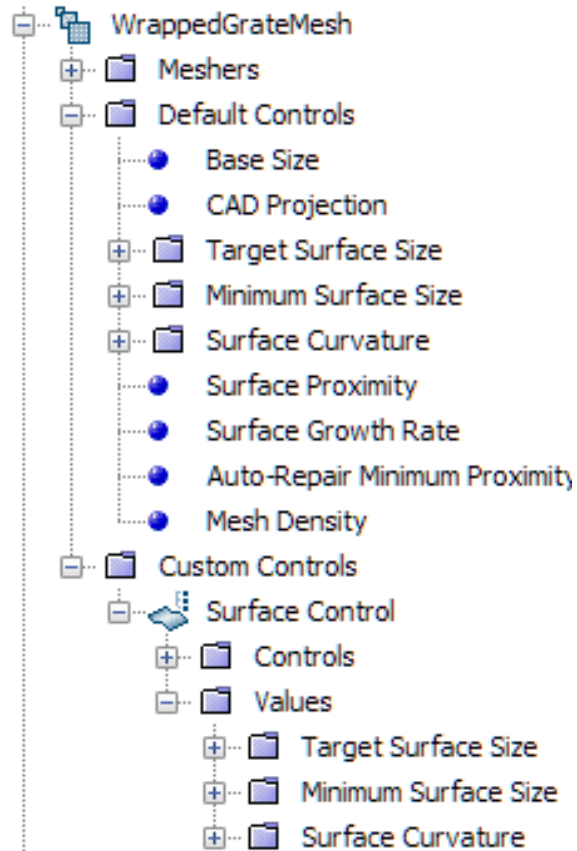 WrappedGrateMesh
Meshers
Default Controls
Base Size
CAD Projection
Target Surface Size
Minimum Surface Size
Surface Curvature
Surface Proximity
Surface Growth Rate
Auto-Repair Minimum Proximity
Mesh Density
Custom Controls
Surface Control
Controls
Values
Target Surface Size
Minimum Surface Size
Surface Curvature